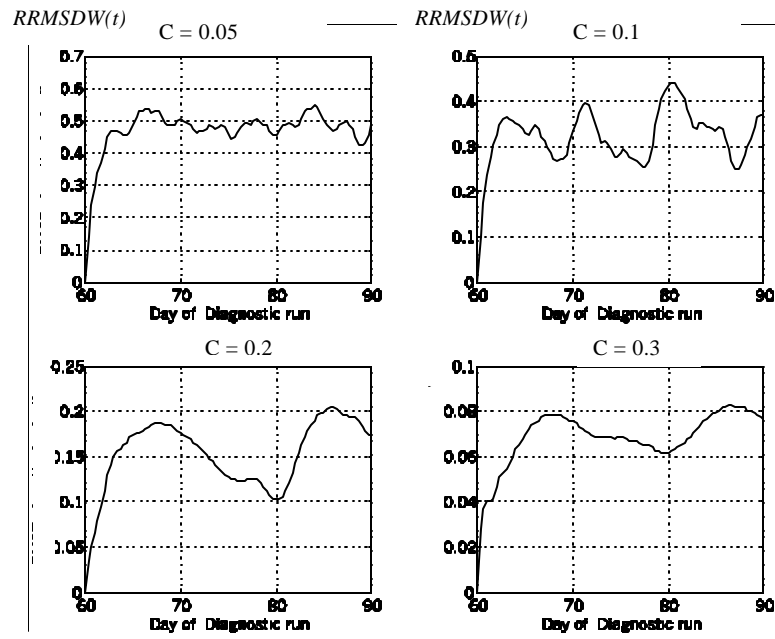 RRMSDW(t) RRMSDW(t)
C = 0.05
0.7
0.6
0.5
0.4
0.3
0.2
0.1
0
60 70 80 90
Day of Diagnostic run
C = 0.1
0.5
0.4
0.3
0.2
0.1
0
60 70 80 90
Day of Diagnostic run
C = 0.2
0.25
0.2
0.15
0.1
0.05
0
60 70 80 90
Day of Diagnostic run
C = 0.3
0.1
0.08
0.06
0.04
0.02
0
60 70 80 90
Day of Diagnostic run